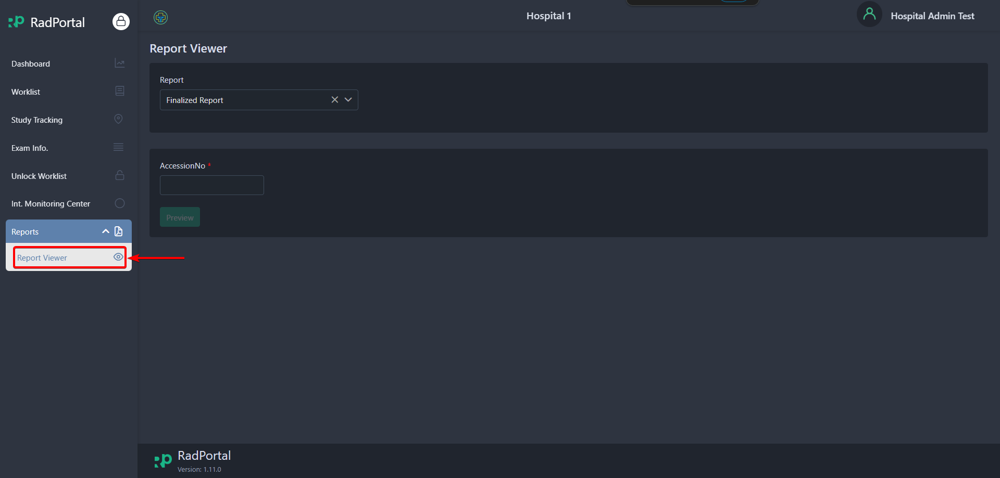 RadPortal
Hospital 1
Hospital Admin Test
Dashboard
Worklist
Study Tracking
Exam Info.
Unlock Worklist
Int. Monitoring Center
Reports
Report Viewer
Report Viewer
Report
Finalized Report
AccessionNo *
Preview
RadPortal
Version: 1.11.0